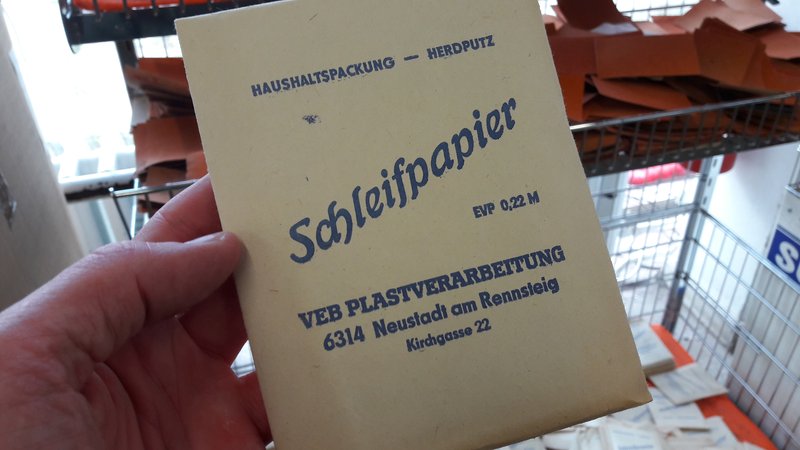 HAUSHALTSPACKUNG — HERDPUTZ
Schleifpapier
EVP 0,22 M
VEB PLASTVERARBEITUNG
6314 Neustadt am Rennsteig
Kirchgasse 22
S